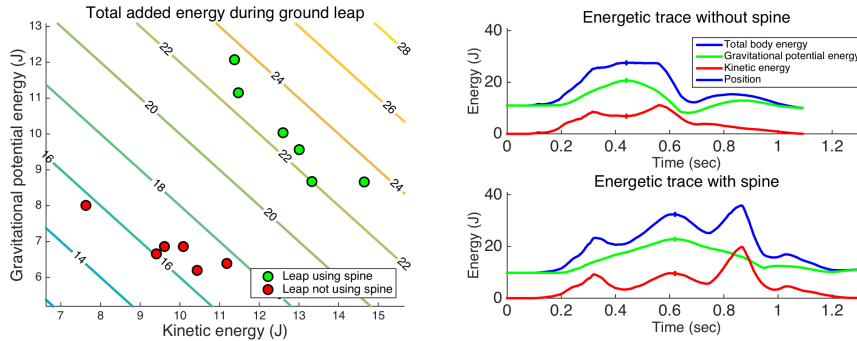 Total added energy during ground leap
Gravitational potential energy (J)
13
12
11
10
9
8
7
6
7 8 9 10 11 12 13 14 15
Kinetic energy (J)
22
24
28
20
26
16
18
22
24
20
14
16
22
Leap using spine
Leap not using spine
Energetic trace without spine
Energy (J)
40
20
0
0 0.2 0.4 0.6 0.8 1 1.2
Time (sec)
Total body energy
Gravitational potential energy
Kinetic energy
Position
Energetic trace with spine
Energy (J)
40
20
0
0 0.2 0.4 0.6 0.8 1 1.2
Time (sec)